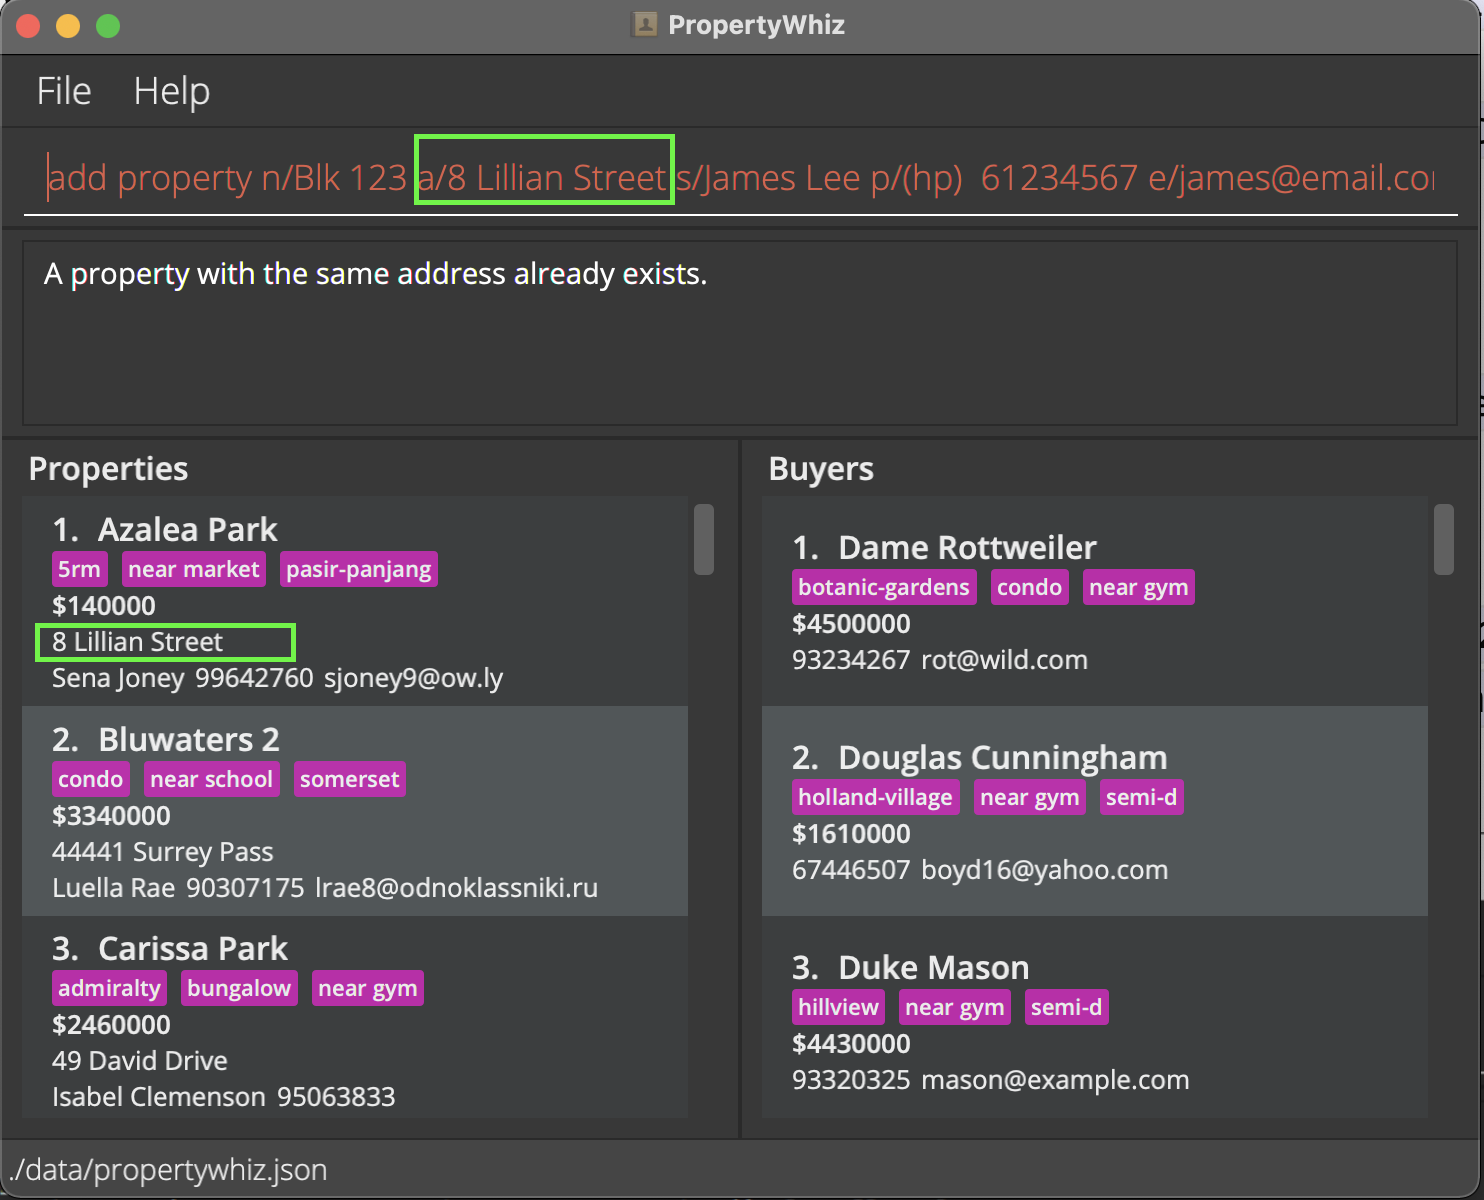 PropertyWhiz
File Help
add property n/Blk 123 a/8 Lillian Street s/James Lee p/(hp)  61234567 e/james@email.co
A property with the same address already exists.
Properties
1. Azalea Park
5rm near market pasir-panjang
$140000
8 Lillian Street
Sena Joney 99642760 sjoney9@ow.ly
2. Bluwaters 2
condo near school somerset
$3340000
44441 Surrey Pass
Luella Rae 90307175 lrae8@odnoklassniki.ru
3. Carissa Park
admiralty bungalow near gym
$2460000
49 David Drive
Isabel Clemenson 95063833
Buyers
1. Dame Rottweiler
botanic-gardens condo near gym
$4500000
93234267 rot@wild.com
2. Douglas Cunningham
holland-village near gym semi-d
$1610000
67446507 boyd16@yahoo.com
3. Duke Mason
hillview near gym semi-d
$4430000
93320325 mason@example.com
./data/propertywhiz.json